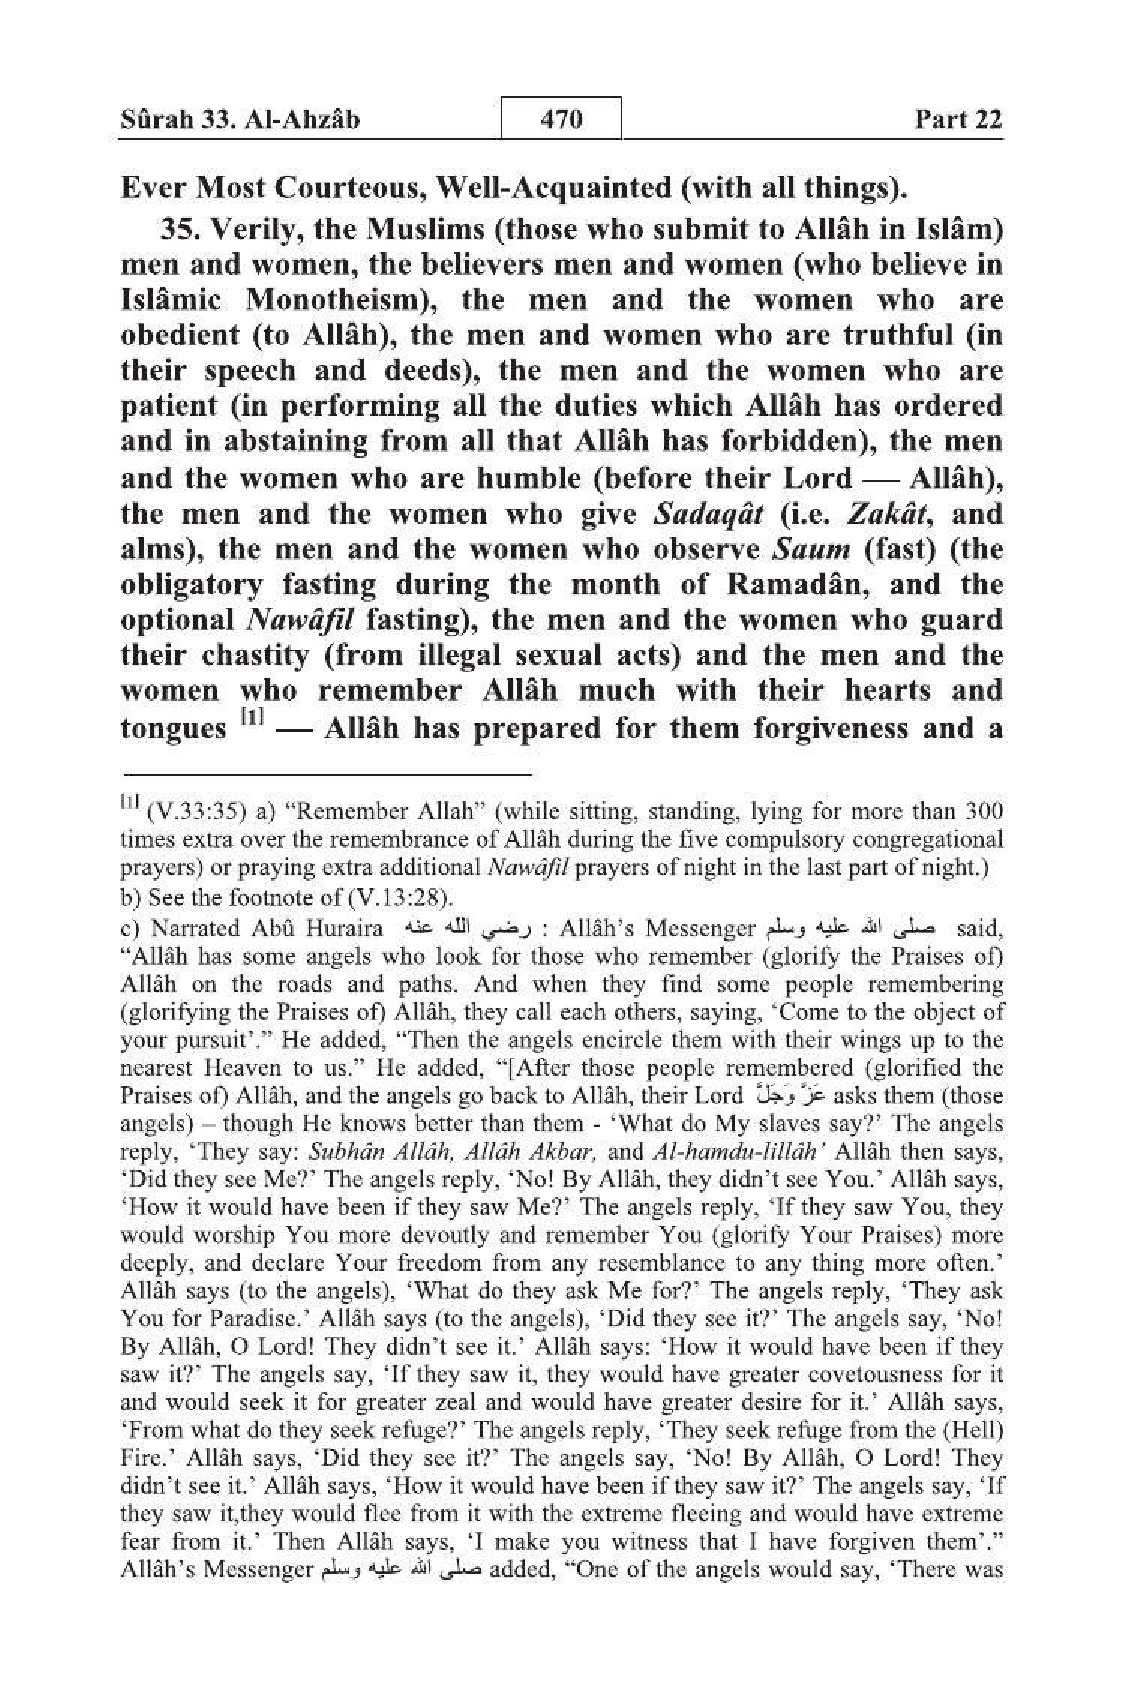 Sûrah 33. Al-Ahzâb 470 Part 22
Ever Most Courteous, Well-Acquainted (with all things).
35. Verily, the Muslims (those who submit to Allâh in Islâm)
men and women, the believers men and women (who believe in
Islâmic Monotheism), the men and the women who are
obedient (to Allâh), the men and women who are truthful (in
their speech and deeds), the men and the women who are
patient (in performing all the duties which Allâh has ordered
and in abstaining from all that Allâh has forbidden), the men
and the women who are humble (before their Lord — Allâh),
the men and the women who give Sadaqât (i.e. Zakât, and
alms), the men and the women who observe Saum (fast) (the
obligatory fasting during the month of Ramadân, and the
optional Nawâfil fasting), the men and the women who guard
their chastity (from illegal sexual acts) and the men and the
women who remember Allâh much with their hearts and
tongues [1] — Allâh has prepared for them forgiveness and a
[1] (V.33:35) a) “Remember Allah” (while sitting, standing, lying for more than 300
times extra over the remembrance of Allâh during the five compulsory congregational
prayers) or praying extra additional Nawâfil prayers of night in the last part of night.)
b) See the footnote of (V.13:28).
c) Narrated Abû Huraira رضي الله عنه : Allâh’s Messenger صلى الله عليه وسلم said,
“Allâh has some angels who look for those who remember (glorify the Praises of)
Allâh on the roads and paths. And when they find some people remembering
(glorifying the Praises of) Allâh, they call each others, saying, ‘Come to the object of
your pursuit’.” He added, “Then the angels encircle them with their wings up to the
nearest Heaven to us.” He added, “[After those people remembered (glorified the
Praises of) Allâh, and the angels go back to Allâh, their Lord عَزَّ وَجَلَّ asks them (those
angels) – though He knows better than them - ‘What do My slaves say?’ The angels
reply, ‘They say: Subhân Allâh, Allâh Akbar, and Al-hamdu-lillâh’ Allâh then says,
‘Did they see Me?’ The angels reply, ‘No! By Allâh, they didn’t see You.’ Allâh says,
‘How it would have been if they saw Me?’ The angels reply, ‘If they saw You, they
would worship You more devoutly and remember You (glorify Your Praises) more
deeply, and declare Your freedom from any resemblance to any thing more often.’
Allâh says (to the angels), ‘What do they ask Me for?’ The angels reply, ‘They ask
You for Paradise.’ Allâh says (to the angels), ‘Did they see it?’ The angels say, ‘No!
By Allâh, O Lord! They didn’t see it.’ Allâh says: ‘How it would have been if they
saw it?’ The angels say, ‘If they saw it, they would have greater covetousness for it
and would seek it for greater zeal and would have greater desire for it.’ Allâh says,
‘From what do they seek refuge?’ The angels reply, ‘They seek refuge from the (Hell)
Fire.’ Allâh says, ‘Did they see it?’ The angels say, ‘No! By Allâh, O Lord! They
didn’t see it.’ Allâh says, ‘How it would have been if they saw it?’ The angels say, ‘If
they saw it,they would flee from it with the extreme fleeing and would have extreme
fear from it.’ Then Allâh says, ‘I make you witness that I have forgiven them’.”
Allâh’s Messenger صلى الله عليه وسلم added, “One of the angels would say, ‘There was